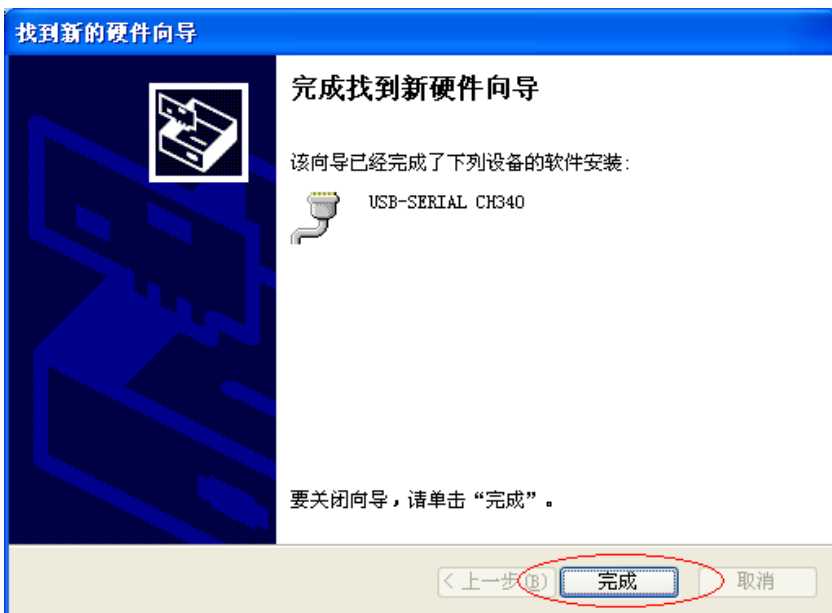 找到新的硬件向导
完成找到新硬件向导
该向导已经完成了下列设备的软件安装:
USB-SERIAL CH340
要关闭向导，请单击“完成”。
< 上一步(B) 完成 取消